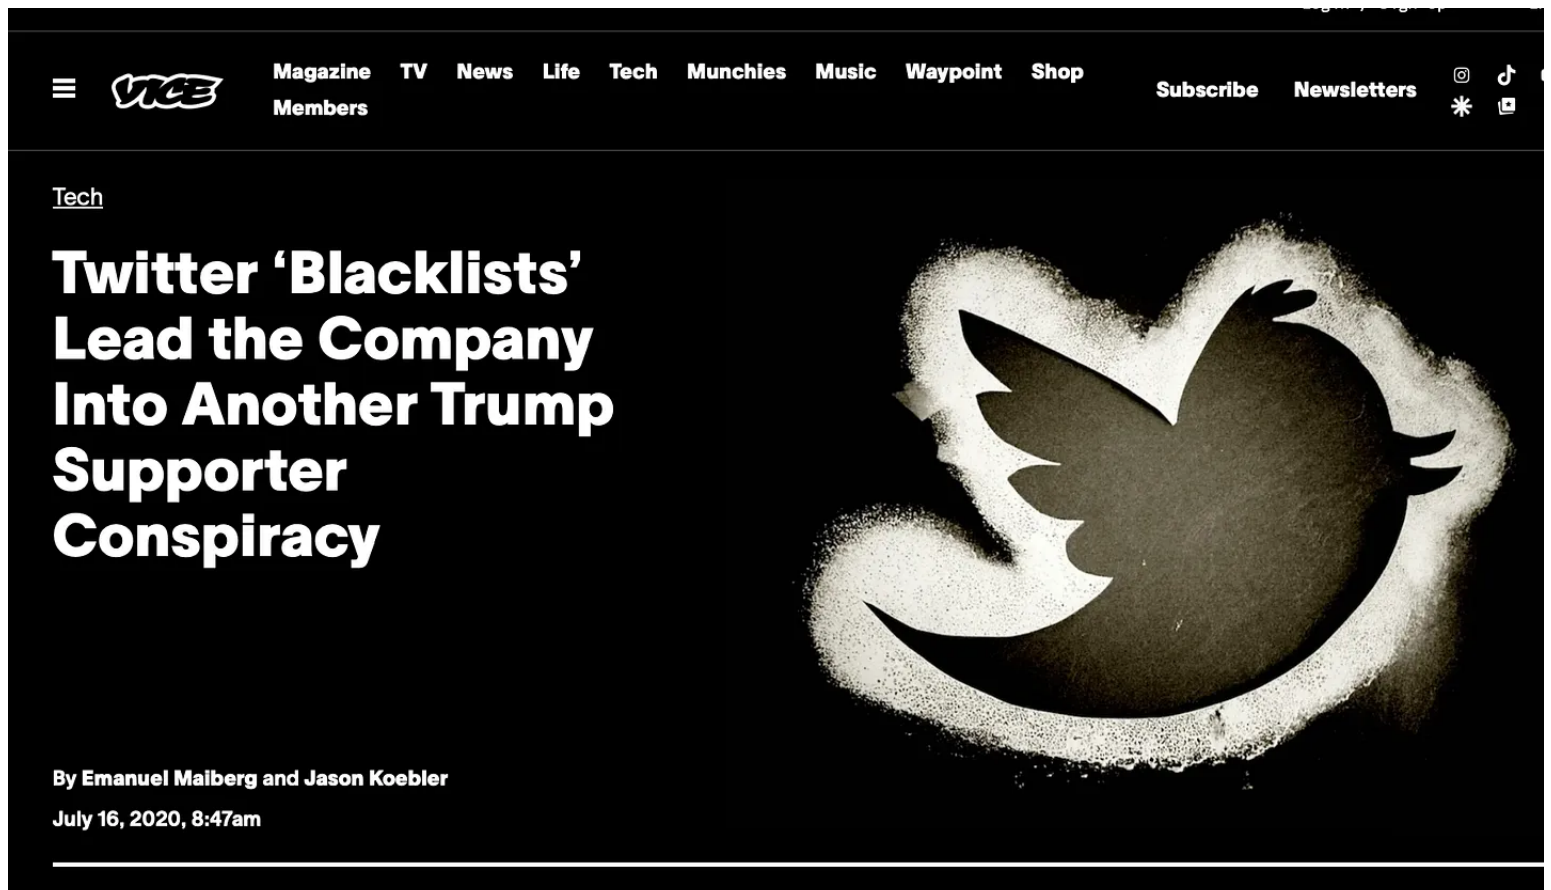 Magazine TV News Life Tech Munchies Music Waypoint Shop
Members
VICE
Subscribe Newsletters
Tech
Twitter ‘Blacklists’
Lead the Company
Into Another Trump
Supporter
Conspiracy
By Emanuel Maiberg and Jason Koebler
July 16, 2020, 8:47am